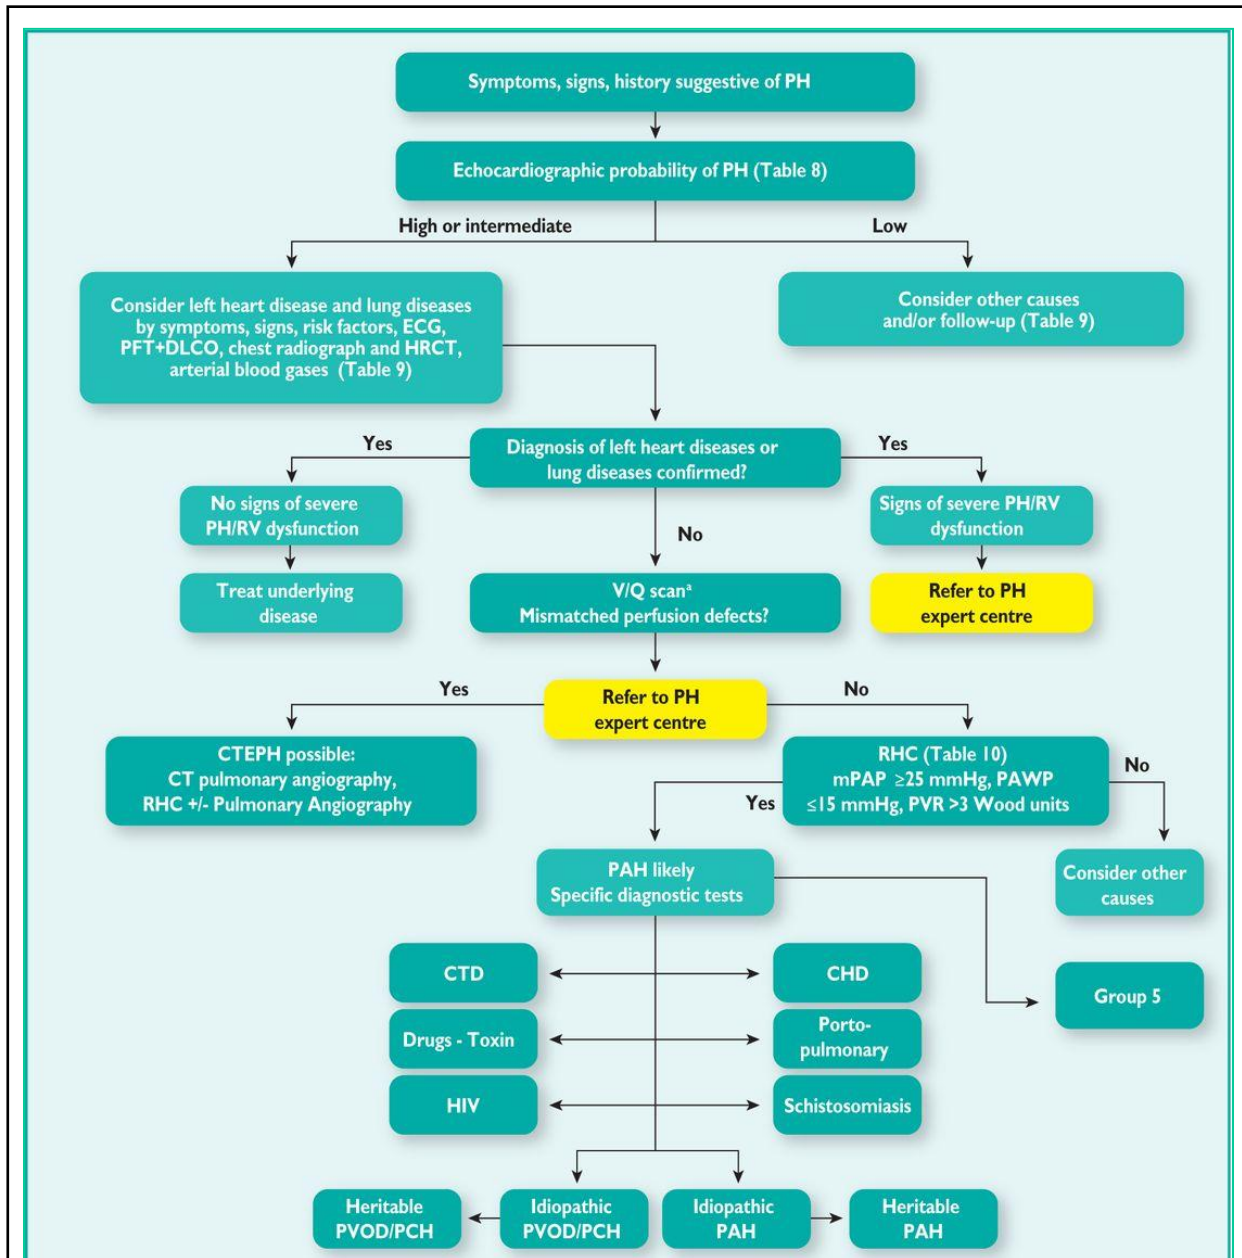 Symptoms, signs, history suggestive of PH
Echocardiographic probability of PH (Table 8)
High or intermediate
Low
Consider left heart disease and lung diseases
by symptoms, signs, risk factors, ECG,
PFT+DLCO, chest radiograph and HRCT,
arterial blood gases (Table 9)
Consider other causes
and/or follow-up (Table 9)
Yes
Diagnosis of left heart diseases or
lung diseases confirmed?
Yes
No signs of severe
PH/RV dysfunction
Signs of severe PH/RV
dysfunction
No
Treat underlying
disease
V/Q scanª
Mismatched perfusion defects?
Refer to PH
expert centre
Yes
Refer to PH
expert centre
No
CTEPH possible:
CT pulmonary angiography,
RHC +/- Pulmonary Angiography
RHC (Table 10)
mPAP ≥25 mmHg, PAWP
≤15 mmHg, PVR >3 Wood units
No
Yes
PAH likely
Specific diagnostic tests
Consider other
causes
CTD
CHD
Group 5
Drugs - Toxin
Porto-
pulmonary
HIV
Schistosomiasis
Heritable
PVOD/PCH
Idiopathic
PVOD/PCH
Idiopathic
PAH
Heritable
PAH